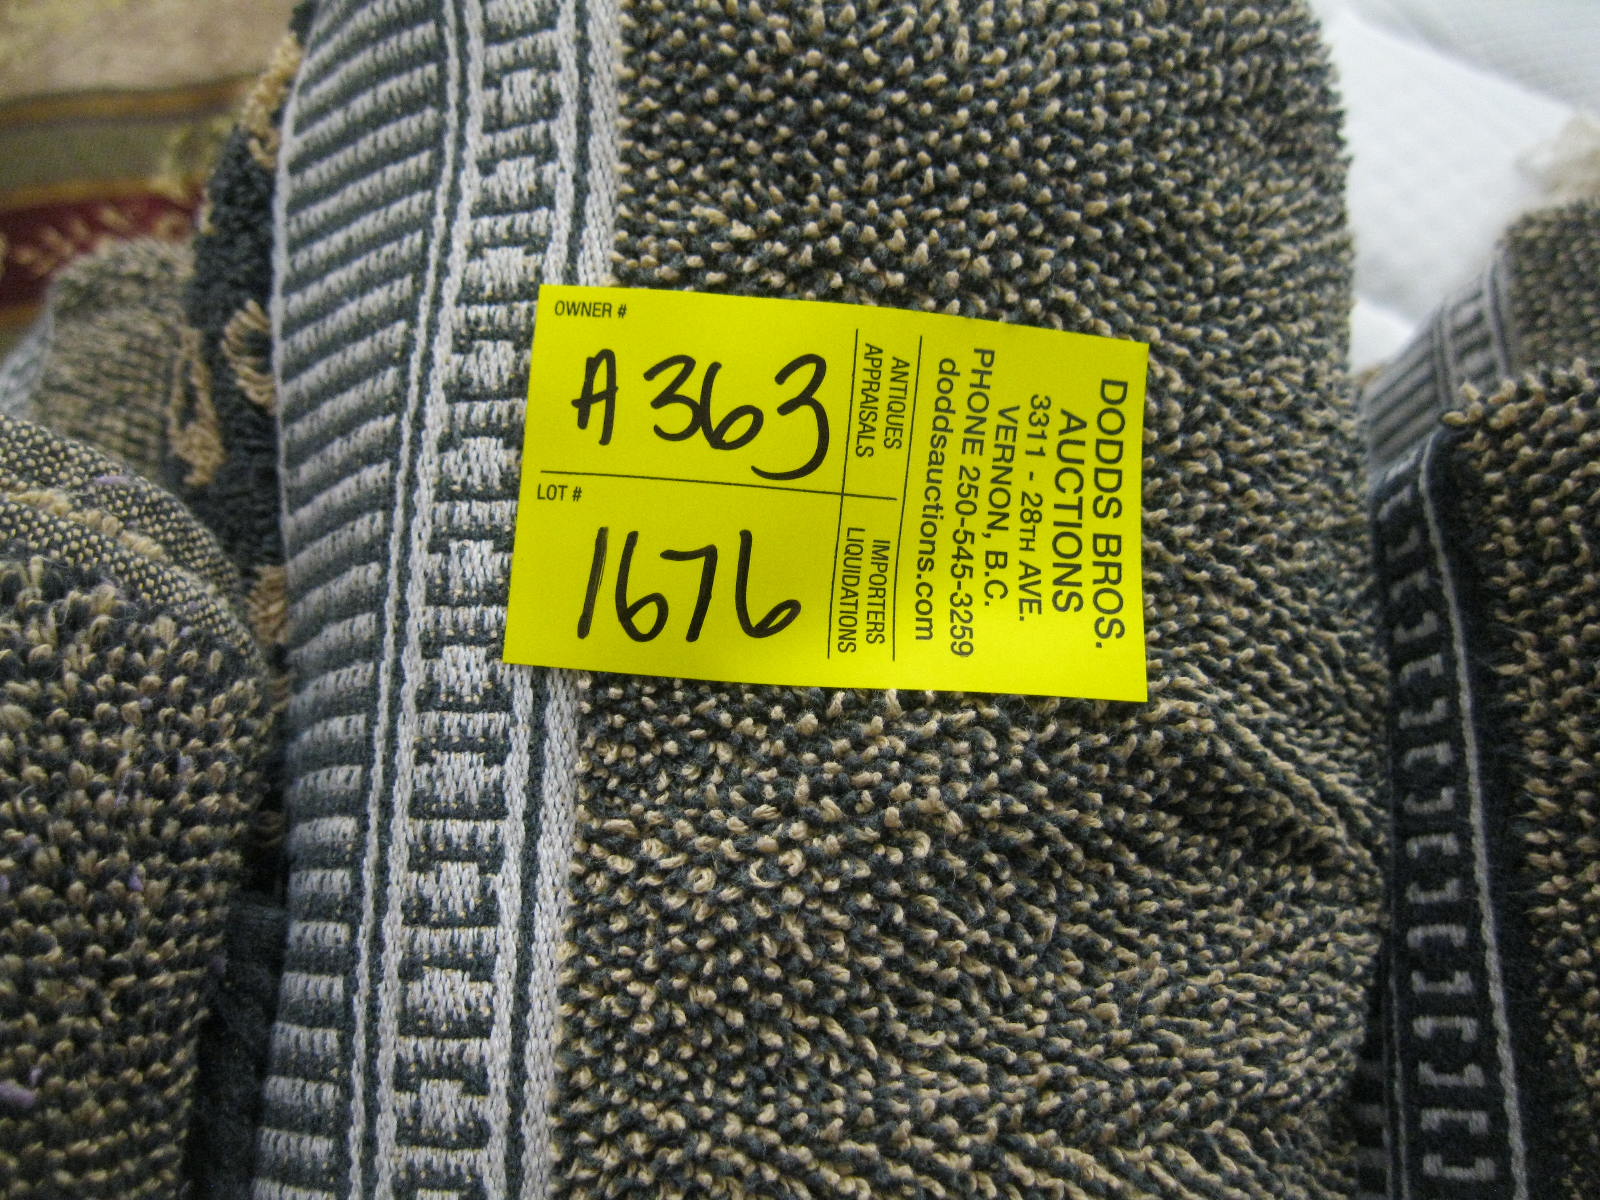 OWNER #
A363
LOT #
1676
ANTIQUES
APPRAISALS
IMPORTERS
LIQUIDATIONS
DODDS BROS.
AUCTIONS
3311 - 28TH AVE.
VERNON, B.C.
PHONE 250-545-3259
doddsauctions.com